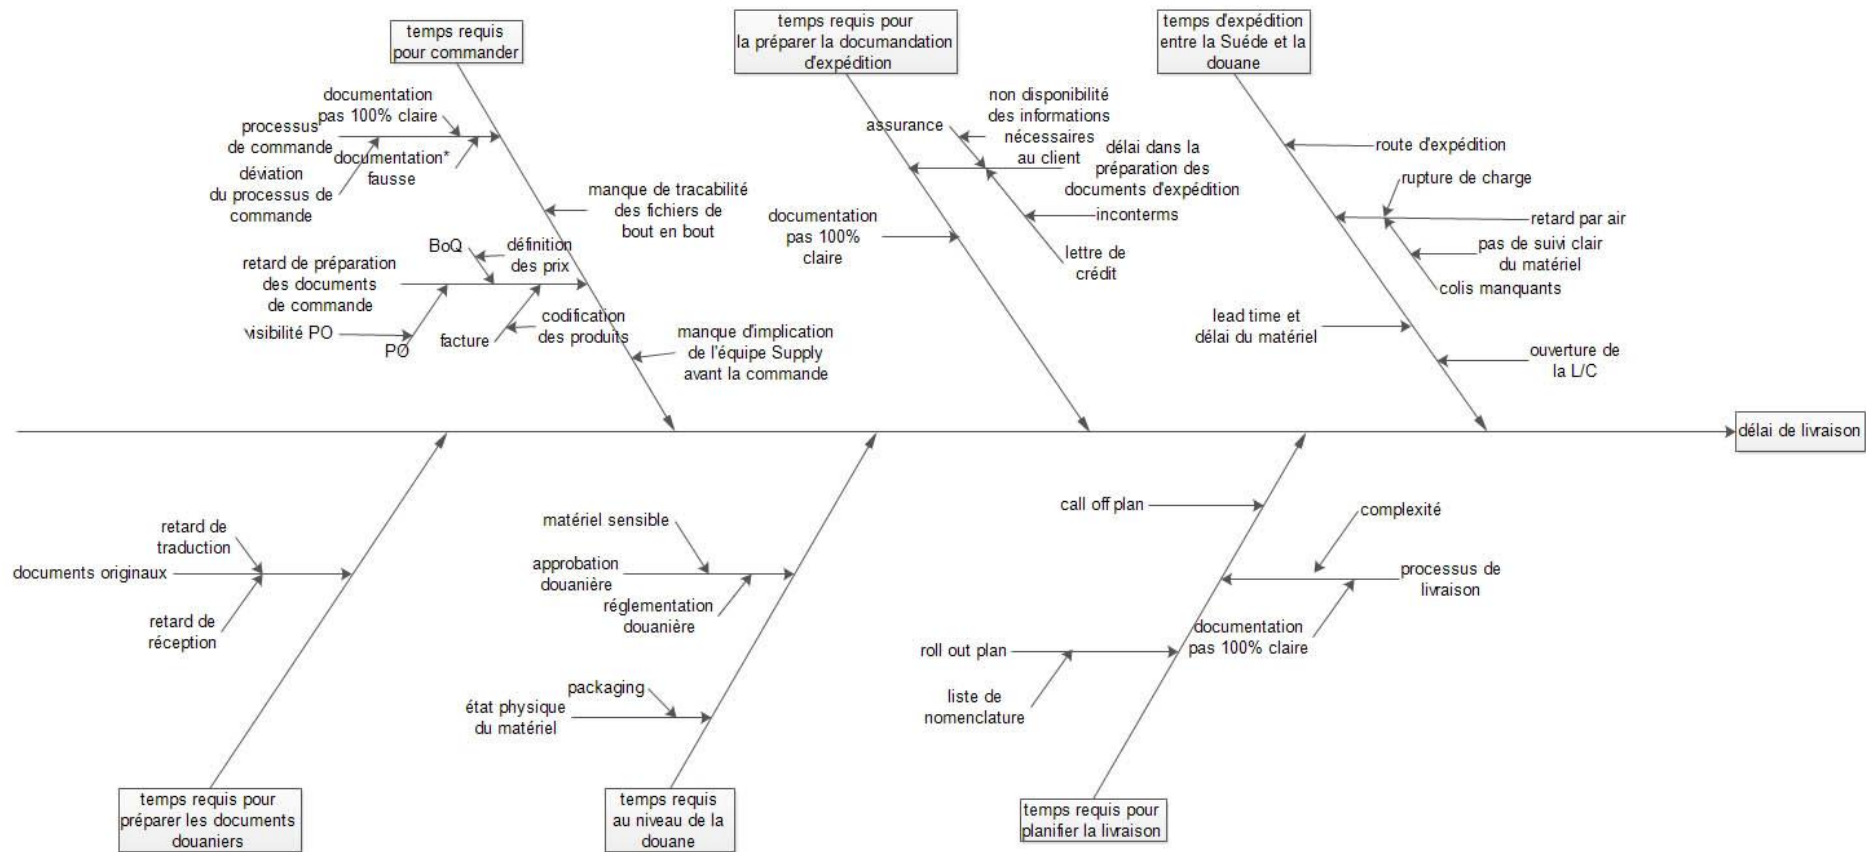 temps requis
pour commander
temps requis pour
la préparer la documandation
d'expédition
temps d'expédition
entre la Suéde et la
douane
documentation
pas 100% claire
processus
de commande
documentation*
fausse
déviation
du processus de
commande
manque de tracabilité
des fichiers de
bout en bout
BoQ
définition
des prix
retard de préparation
des documents
de commande
visibilité PO
PO
facture
codification
des produits
manque d'implication
de l'équipe Supply
avant la commande
assurance
non disponibilité
des informations
nécessaires
au client
délai dans la
préparation des
documents d'expédition
inconterms
lettre de
crédit
documentation
pas 100%
claire
route d'expédition
rupture de charge
retard par air
pas de suivi clair
du matériel
colis manquants
lead time et
délai du matériel
ouverture de
la L/C
délai de livraison
retard de
traduction
documents originaux
retard de
réception
matériel sensible
approbation
douanière
réglementation
douanière
packaging
état physique
du matériel
call off plan
complexité
processus de
livraison
documentation
pas 100% claire
roll out plan
liste de
nomenclature
temps requis pour
préparer les documents
douaniers
temps requis
au niveau de la
douane
temps requis pour
planifier la livraison